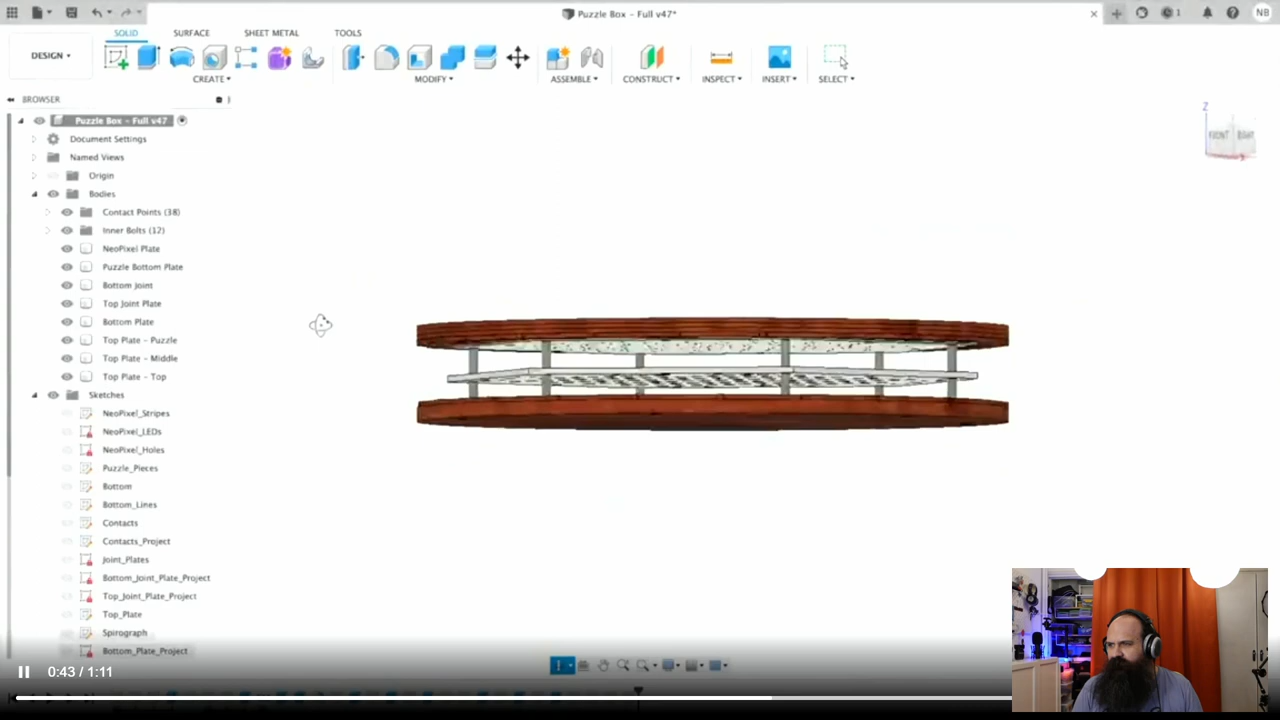 Puzzle Box - Full v47*
1
NB
DESIGN
SOLID
SURFACE
SHEET METAL
TOOLS
CREATE
MODIFY
ASSEMBLE
CONSTRUCT
INSPECT
INSERT
SELECT
BROWSER
Puzzle Box - Full v47
Document Settings
Named Views
Origin
Bodies
Contact Points (38)
Inner Bolts (12)
NeoPixel Plate
Puzzle Bottom Plate
Bottom Joint
Top Joint Plate
Bottom Plate
Top Plate - Puzzle
Top Plate - Middle
Top Plate - Top
Sketches
NeoPixel_Stripes
NeoPixel_LEDs
NeoPixel_Holes
Puzzle_Pieces
Bottom
Bottom_Lines
Contacts
Contacts_Project
Joint_Plates
Bottom_Joint_Plate_Project
Top_Joint_Plate_Project
Top_Plate
Spirograph
Bottom_Plate_Project
Z
FRONT
RIGHT
X
0:43 / 1:11